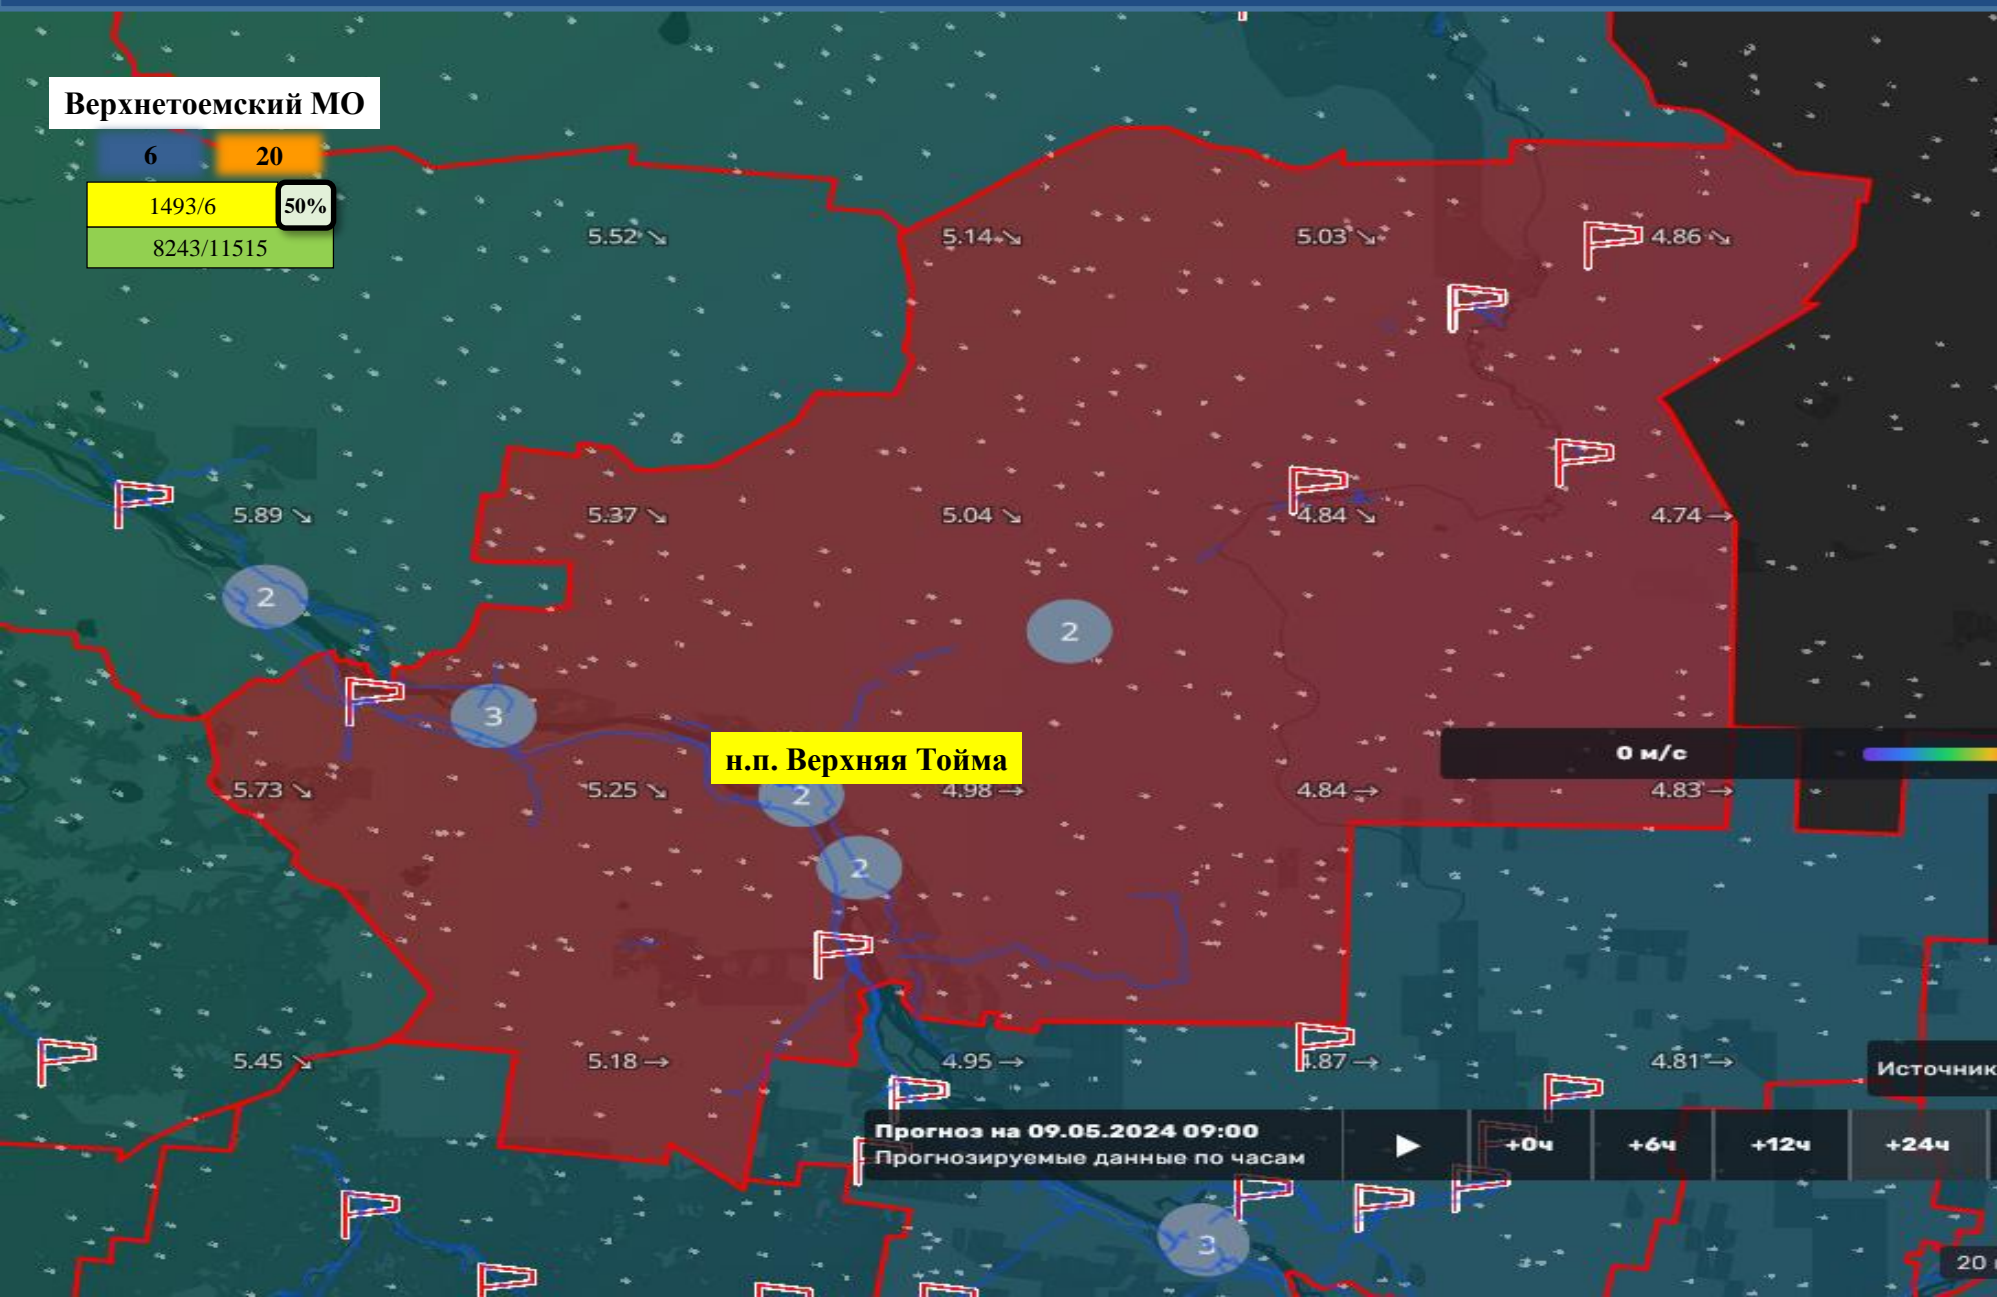 Верхнетоемский МО
6 20
1493/6 50%
8243/11515
5.52 ↘ 5.14 ↘ 5.03 ↘ 4.86 ↘
5.89 ↘ 5.37 ↘ 5.04 ↘ 4.84 ↘ 4.74 →
2
2
3
н.п. Верхняя Тойма
0 м/с
5.73 ↘ 5.25 ↘ 2 4.98 → 4.84 → 4.83 →
2
5.45 ↘ 5.18 → 4.95 → 4.87 → 4.81 →
Источник
Прогноз на 09.05.2024 09:00
Прогнозируемые данные по часам
+0ч +6ч +12ч +24ч
3
20